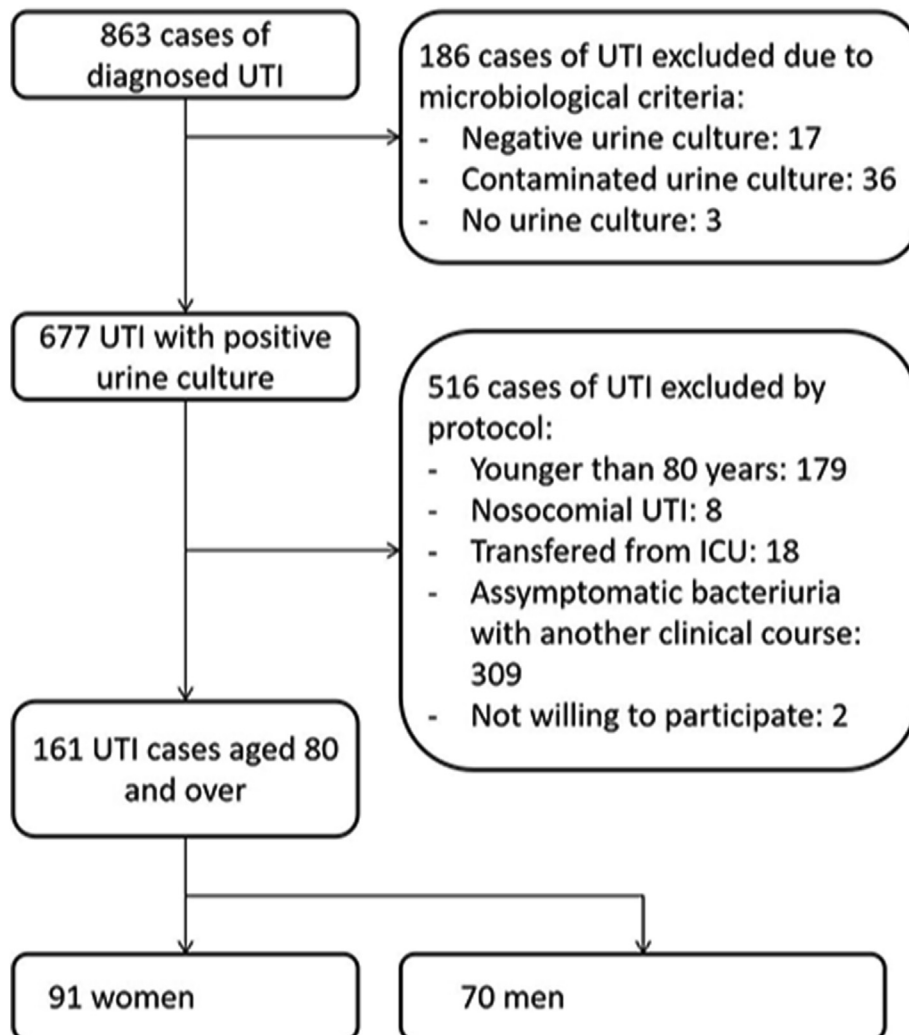 863 cases of
diagnosed UTI
186 cases of UTI excluded due to
microbiological criteria:
- Negative urine culture: 17
- Contaminated urine culture: 36
- No urine culture: 3
677 UTI with positive
urine culture
516 cases of UTI excluded by
protocol:
- Younger than 80 years: 179
- Nosocomial UTI: 8
- Transfered from ICU: 18
- Assymptomatic bacteriuria
with another clinical course:
309
- Not willing to participate: 2
161 UTI cases aged 80
and over
91 women
70 men